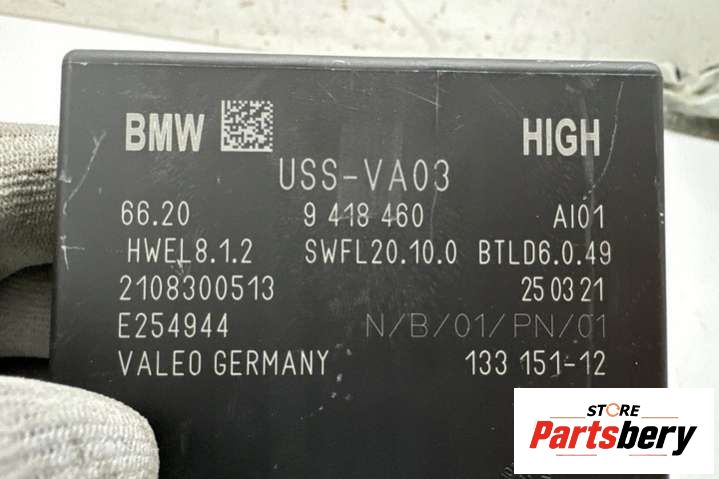 BMW HIGH
USS-VA03
66.20 9 418 460 AI01
HWEL8.1.2 SWFL20.10.0 BTLD6.0.49
2108300513 25 03 21
E254944 N/B/01/PN/01
VALEO GERMANY 133 151-12
STORE
Partsbery